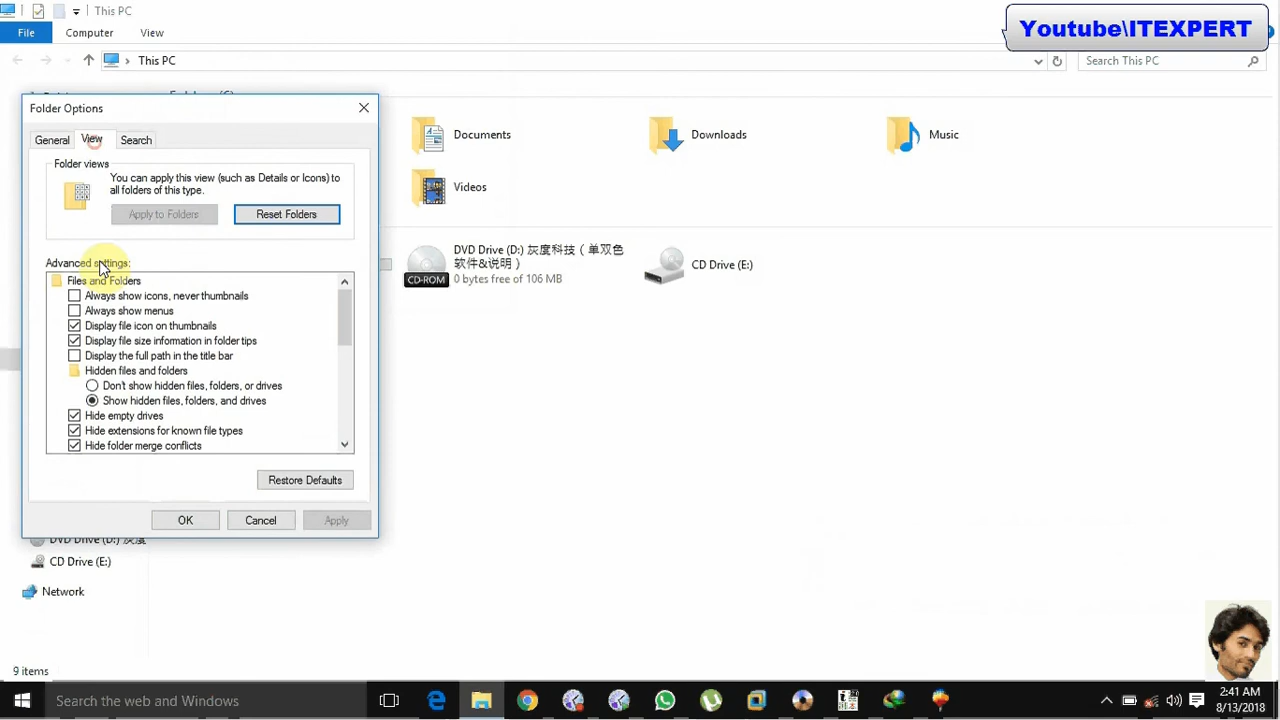 This PC
Youtube\ITEXPERT
File
Computer
View
This PC
Search This PC
Folder Options
General
View
Search
Folder views
You can apply this view (such as Details or Icons) to
all folders of this type.
Apply to Folders
Reset Folders
Advanced settings:
Files and Folders
Always show icons, never thumbnails
Always show menus
Display file icon on thumbnails
Display file size information in folder tips
Display the full path in the title bar
Hidden files and folders
Don't show hidden files, folders, or drives
Show hidden files, folders, and drives
Hide empty drives
Hide extensions for known file types
Hide folder merge conflicts
Restore Defaults
OK
Cancel
Apply
Documents
Downloads
Music
Videos
DVD Drive (D:) 灰度科技（单双色
软件&说明）
0 bytes free of 106 MB
CD-ROM
CD Drive (E:)
DVD Drive (D:) 灰度
CD Drive (E:)
Network
9 items
Search the web and Windows
2:41 AM
8/13/2018